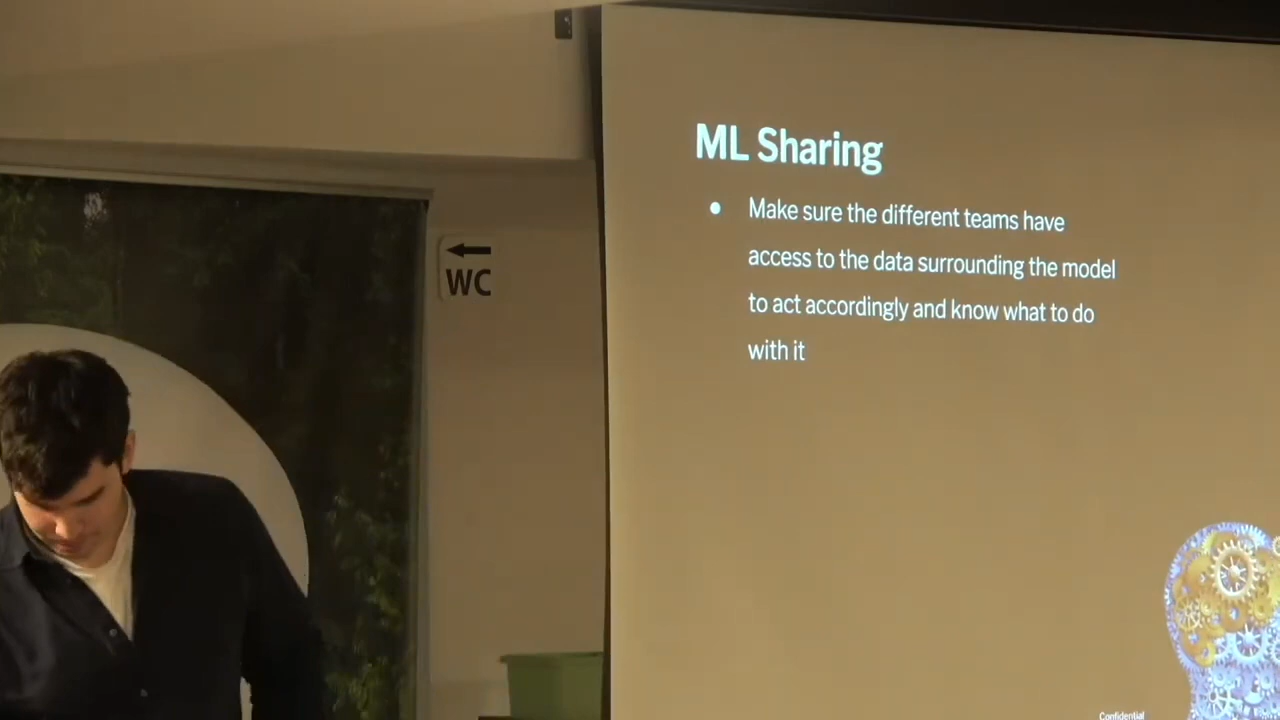 ML Sharing
● Make sure the different teams have
access to the data surrounding the model
to act accordingly and know what to do
with it
←
WC
Confidential